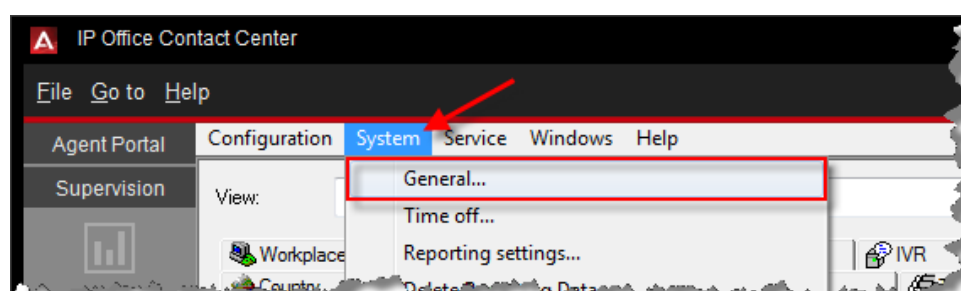 IP Office Contact Center
File Go to Help
Agent Portal
Configuration System Service Windows Help
Supervision
View:
General...
Time off...
Workplace
Reporting settings...
IVR
Country